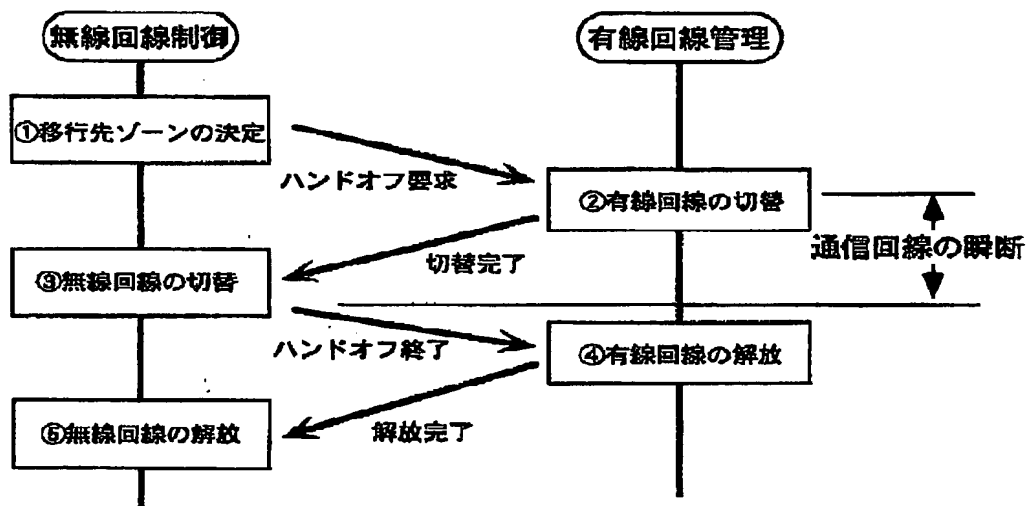 無線回線制御
有線回線管理
①移行先ゾーンの決定
ハンドオフ要求
②有線回線の切替
通信回線の瞬断
切替完了
③無線回線の切替
ハンドオフ終了
④有線回線の解放
解放完了
⑤無線回線の解放